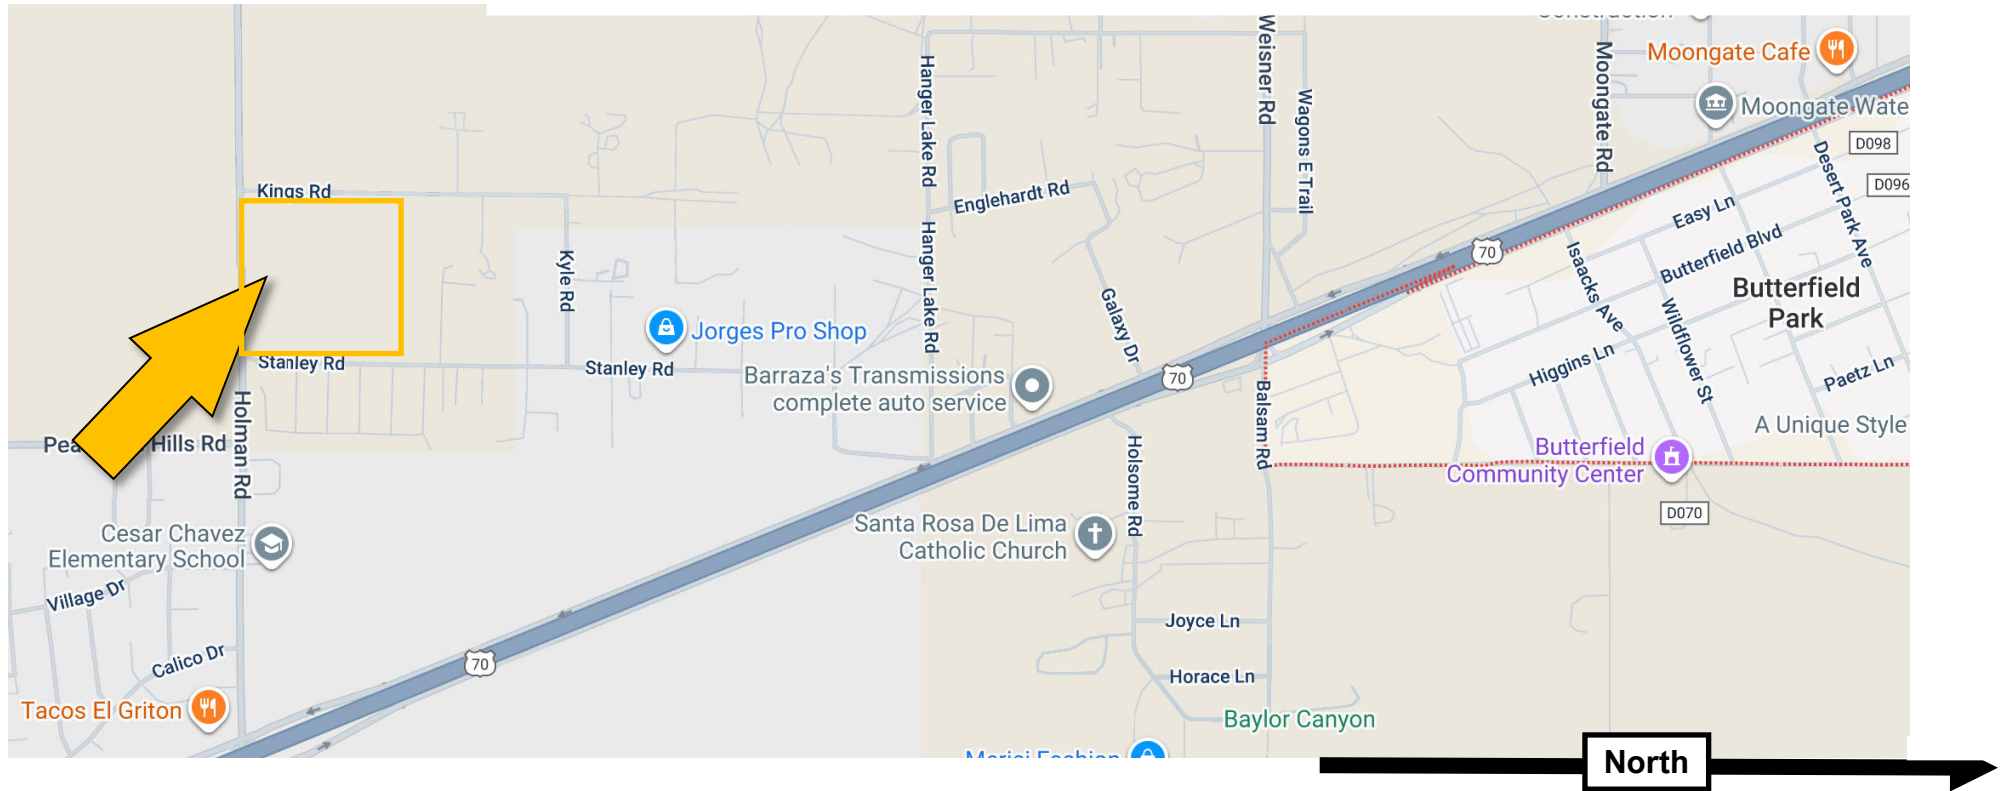 Weisner Rd
Moongate Rd
Moongate Cafe
Moongate Wate
Hanger Lake Rd
Wagons E Trail
D098
D096
Desert Park Ave
Kings Rd
Englehardt Rd
Easy Ln
Butterfield Blvd
70
Isaacks Ave
Kyle Rd
Hanger Lake Rd
Galaxy Dr
Butterfield
Park
Wildflower St
Jorges Pro Shop
Stanley Rd
Stanley Rd
Higgins Ln
Paetz Ln
Barraza's Transmissions
complete auto service
70
Balsam Rd
A Unique Style
Holman Rd
Pea
Hills Rd
Holsome Rd
Butterfield
Community Center
D070
Cesar Chavez
Elementary School
Santa Rosa De Lima
Catholic Church
Village Dr
Joyce Ln
Calico Dr
70
Horace Ln
Tacos El Griton
Baylor Canyon
North